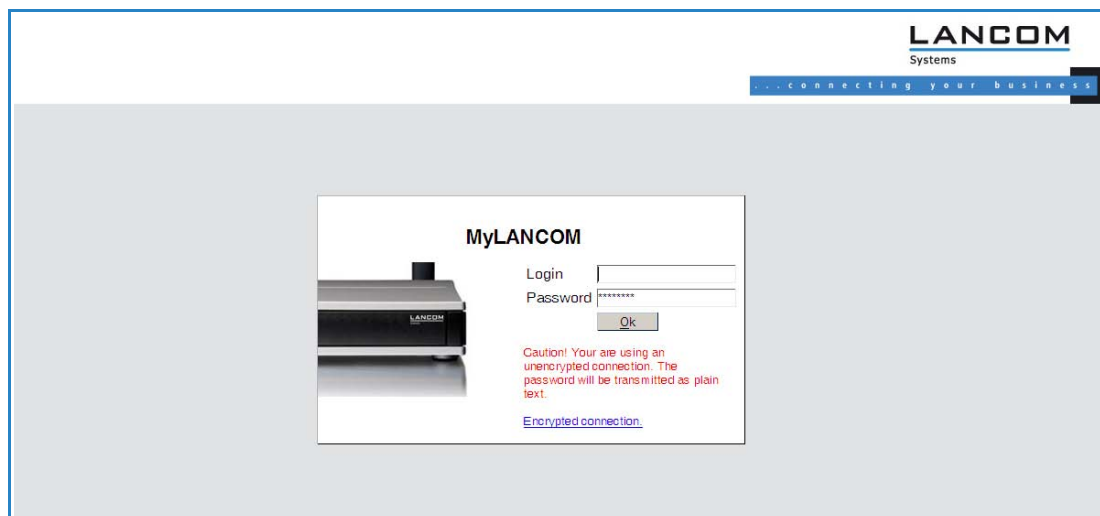 LANCOM
Systems
...connecting your business
MyLANCOM
Login
Password ********
Ok
LANCOM
Caution! Your are using an
unencrypted connection. The
password will be transmitted as plain
text.
Encrypted connection.